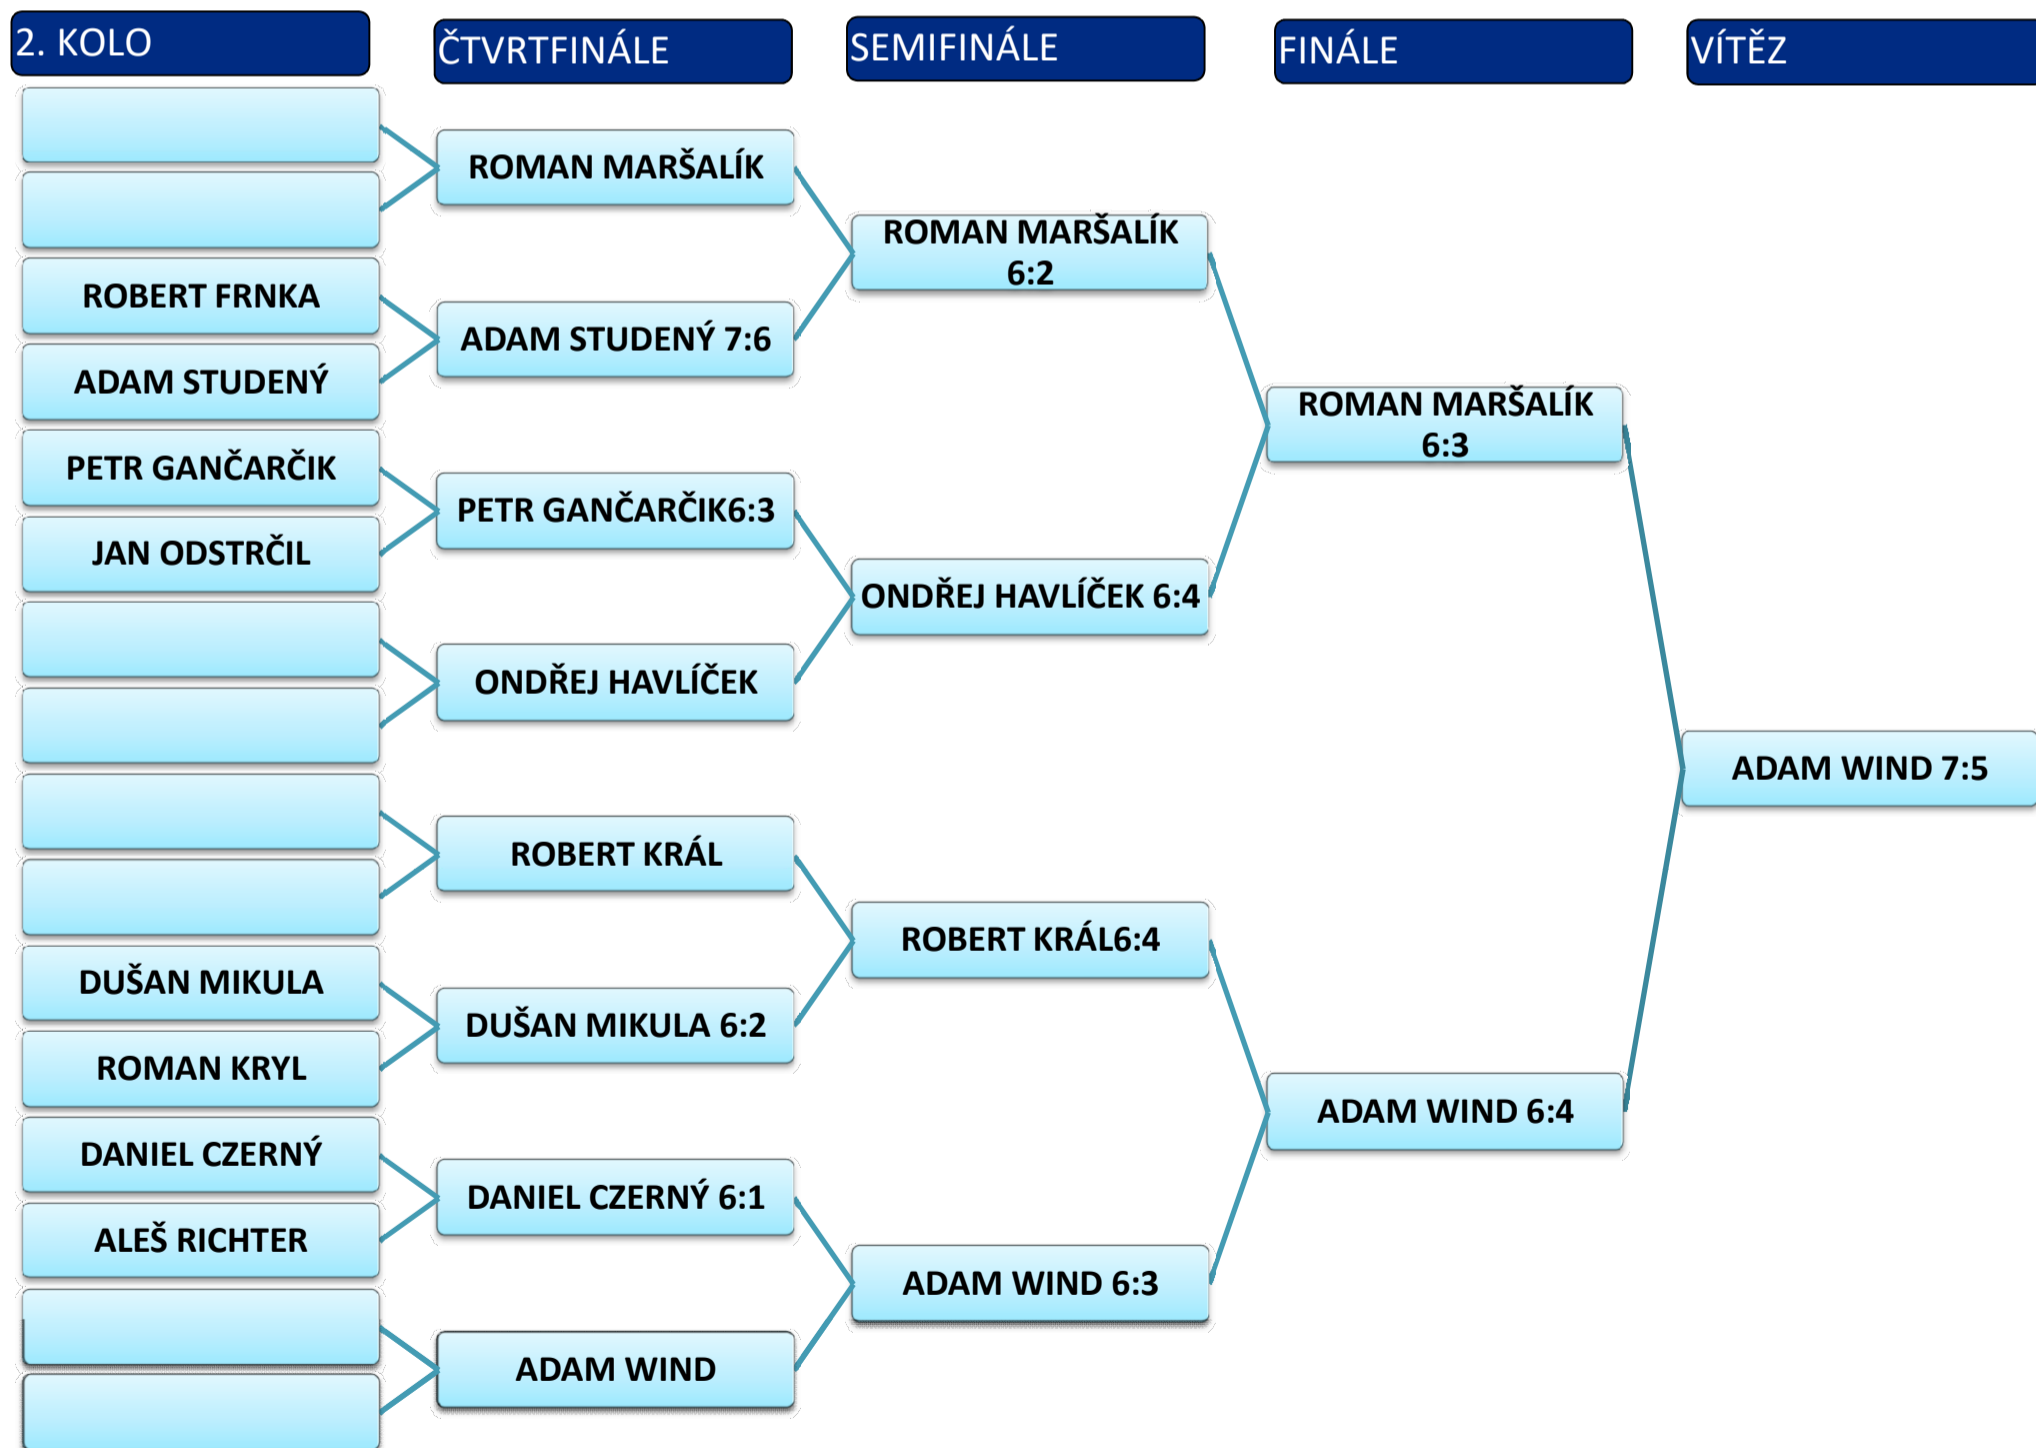 2. KOLO
ČTVRTFINÁLE
SEMIFINÁLE
FINÁLE
VÍTĚZ
ROBERT FRNKA
ADAM STUDENÝ
PETR GANČARČIK
JAN ODSTRČIL
DUŠAN MIKULA
ROMAN KRYL
DANIEL CZERNÝ
ALEŠ RICHTER
ROMAN MARŠALÍK
ADAM STUDENÝ 7:6
PETR GANČARČIK6:3
ONDŘEJ HAVLÍČEK
ROBERT KRÁL
DUŠAN MIKULA 6:2
DANIEL CZERNÝ 6:1
ADAM WIND
ROMAN MARŠALÍK
6:2
ONDŘEJ HAVLÍČEK 6:4
ROBERT KRÁL6:4
ADAM WIND 6:3
ROMAN MARŠALÍK
6:3
ADAM WIND 6:4
ADAM WIND 7:5